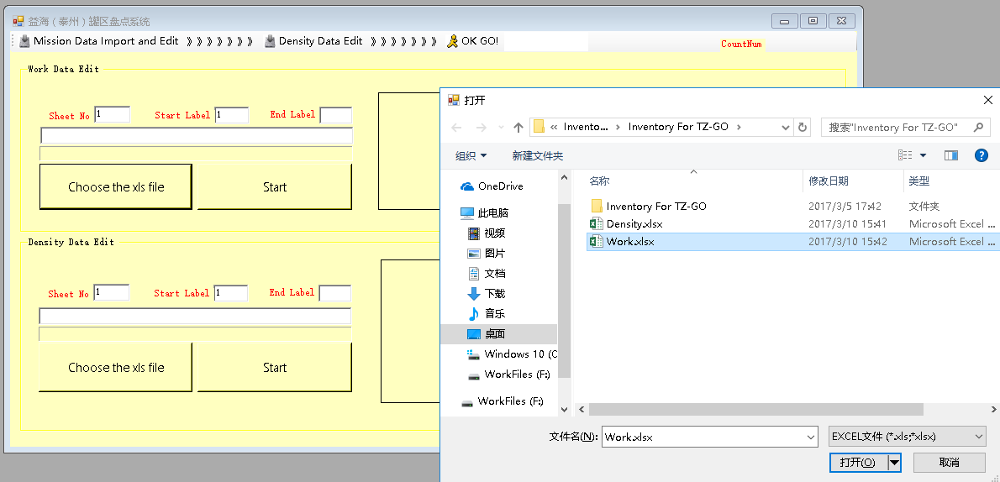 益海（泰州）罐区盘点系统
Mission Data Import and Edit 》》》》》》》 Density Data Edit 》》》》》》》 OK GO!
CountNum
Work Data Edit
Sheet No 1 Start Label 1 End Label
Choose the xls file Start
Density Data Edit
Sheet No 1 Start Label 1 End Label
Choose the xls file Start
打开
« Invento... › Inventory For TZ-GO ›
搜索"Inventory For TZ-GO"
组织 新建文件夹
OneDrive
此电脑
视频
图片
文档
下载
音乐
桌面
Windows 10 (C
WorkFiles (F:)
WorkFiles (F:)
名称 修改日期 类型
Inventory For TZ-GO 2017/3/5 17:42 文件夹
Density.xlsx 2017/3/10 15:41 Microsoft Excel ...
Work.xlsx 2017/3/10 15:42 Microsoft Excel ...
文件名(N): Work.xlsx EXCEL文件 (*.xls;*xlsx)
打开(O) 取消